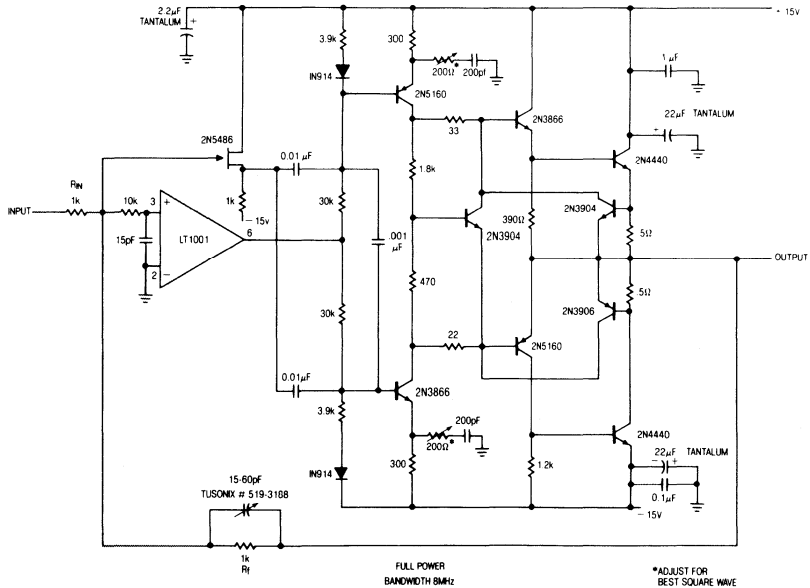 2.2µF
TANTALUM
+
+ 15V
3.9k
300
1µF
IN914
200Ω
*
200pf
2N5160
22µF TANTALUM
+
2N5486
33
2N3866
0.01µF
2N4440
1.8k
RIN
1k
10k
3
+
1k
- 15v
30k
2N3904
INPUT
LT1001
6
.001
µF
390Ω
2N3904
.5Ω
15pF
2
−
OUTPUT
470
.5Ω
30k
2N3906
22
2N5160
0.01µF
2N3866
3.9k
200pF
2N4440
200Ω
*
22µF
TANTALUM
−
+
IN914
300
1.2k
0.1µF
15-60pF
TUSONIX # 519-3188
- 15V
1k
Rf
FULL POWER
BANDWIDTH 8MHz
*ADJUST FOR
BEST SQUARE WAVE